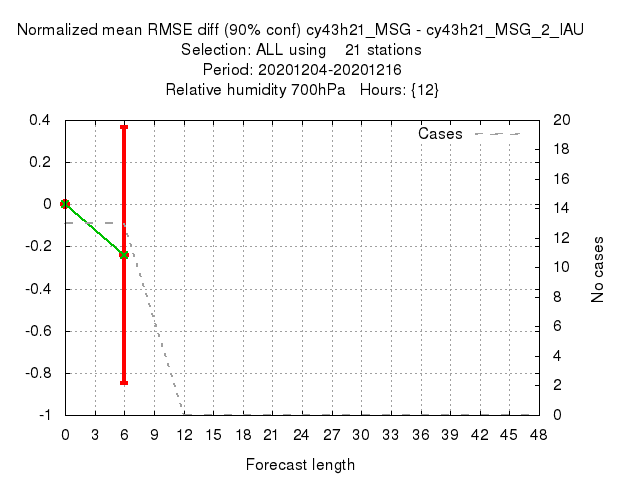 Normalized mean RMSE diff (90% conf) cy43h21_MSG - cy43h21_MSG_2_IAU
Selection: ALL using 21 stations
Period: 20201204-20201216
Relative humidity 700hPa Hours: {12}
Cases
0.4
0.2
0
-0.2
-0.4
-0.6
-0.8
-1
20
18
16
14
12
10
8
6
4
2
0
No cases
0 3 6 9 12 15 18 21 24 27 30 33 36 39 42 45 48
Forecast length